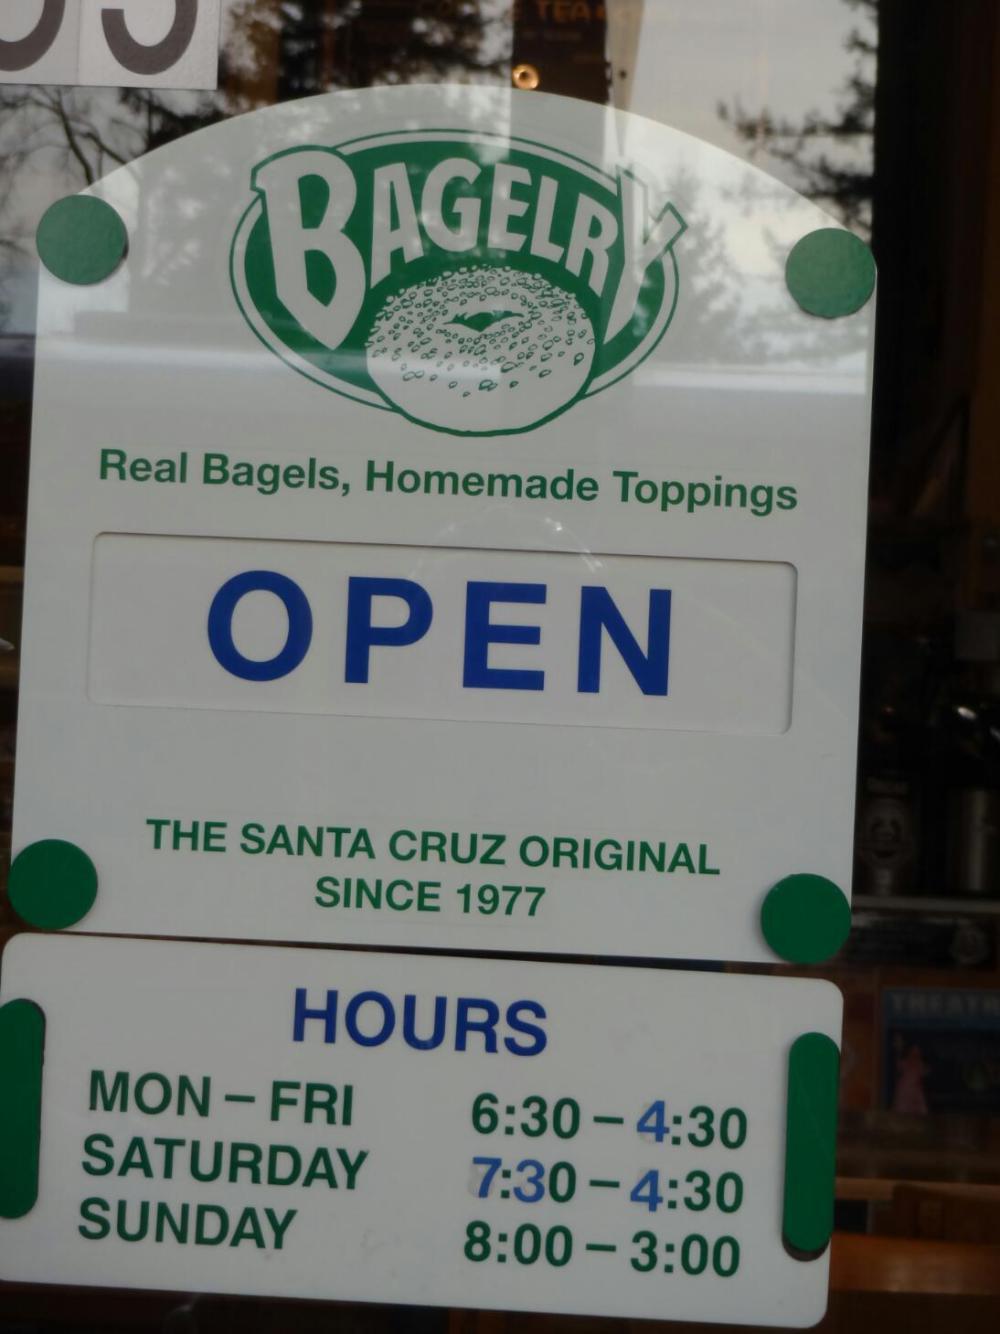 BAGELRY
Real Bagels, Homemade Toppings
OPEN
THE SANTA CRUZ ORIGINAL
SINCE 1977
HOURS
MON – FRI 6:30 – 4:30
SATURDAY 7:30 – 4:30
SUNDAY 8:00 – 3:00
TEA